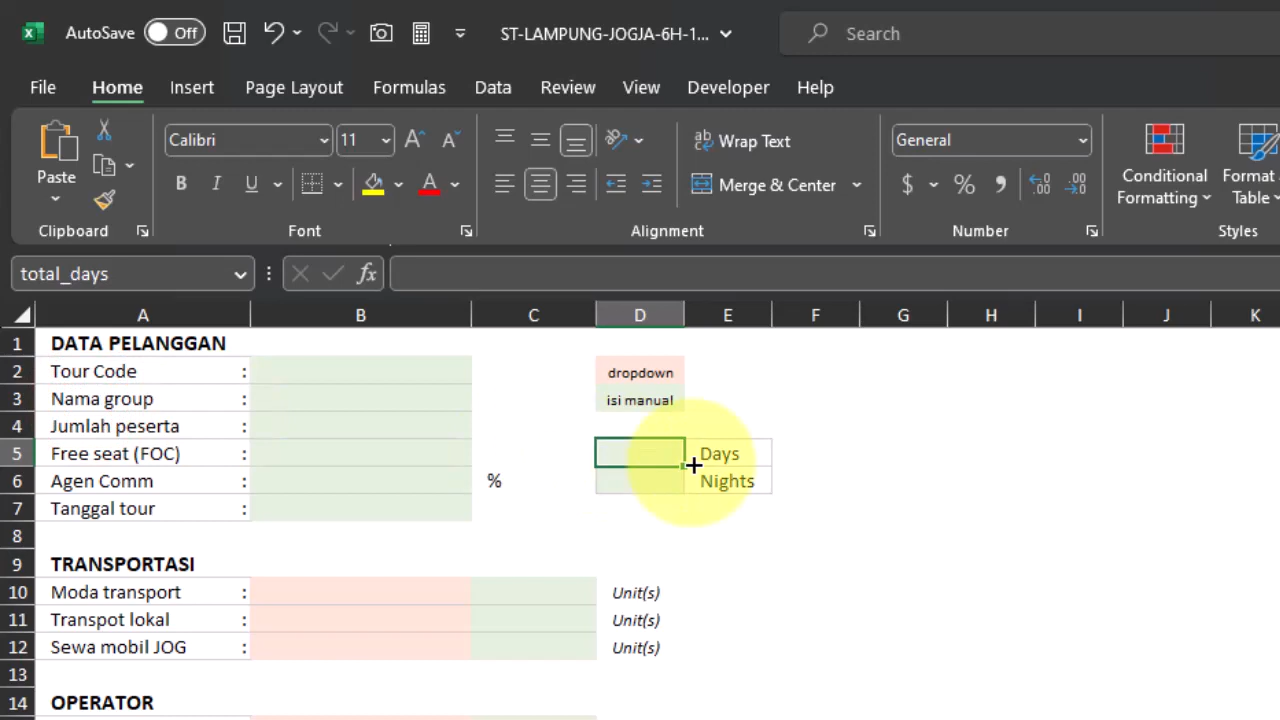 AutoSave Off ST-LAMPUNG-JOGJA-6H-1... Search
File Home Insert Page Layout Formulas Data Review View Developer Help
Paste Calibri 11 A A Wrap Text General Conditional Formatting Format Table
B I U A Merge & Center $ % , .00 .00
Clipboard Font Alignment Number Styles
total_days fx
A B C D E F G H I J K
1 DATA PELANGGAN
2 Tour Code : dropdown
3 Nama group : isi manual
4 Jumlah peserta :
5 Free seat (FOC) : Days
6 Agen Comm : % Nights
7 Tanggal tour :
8
9 TRANSPORTASI
10 Moda transport : Unit(s)
11 Transpot lokal : Unit(s)
12 Sewa mobil JOG : Unit(s)
13
14 OPERATOR